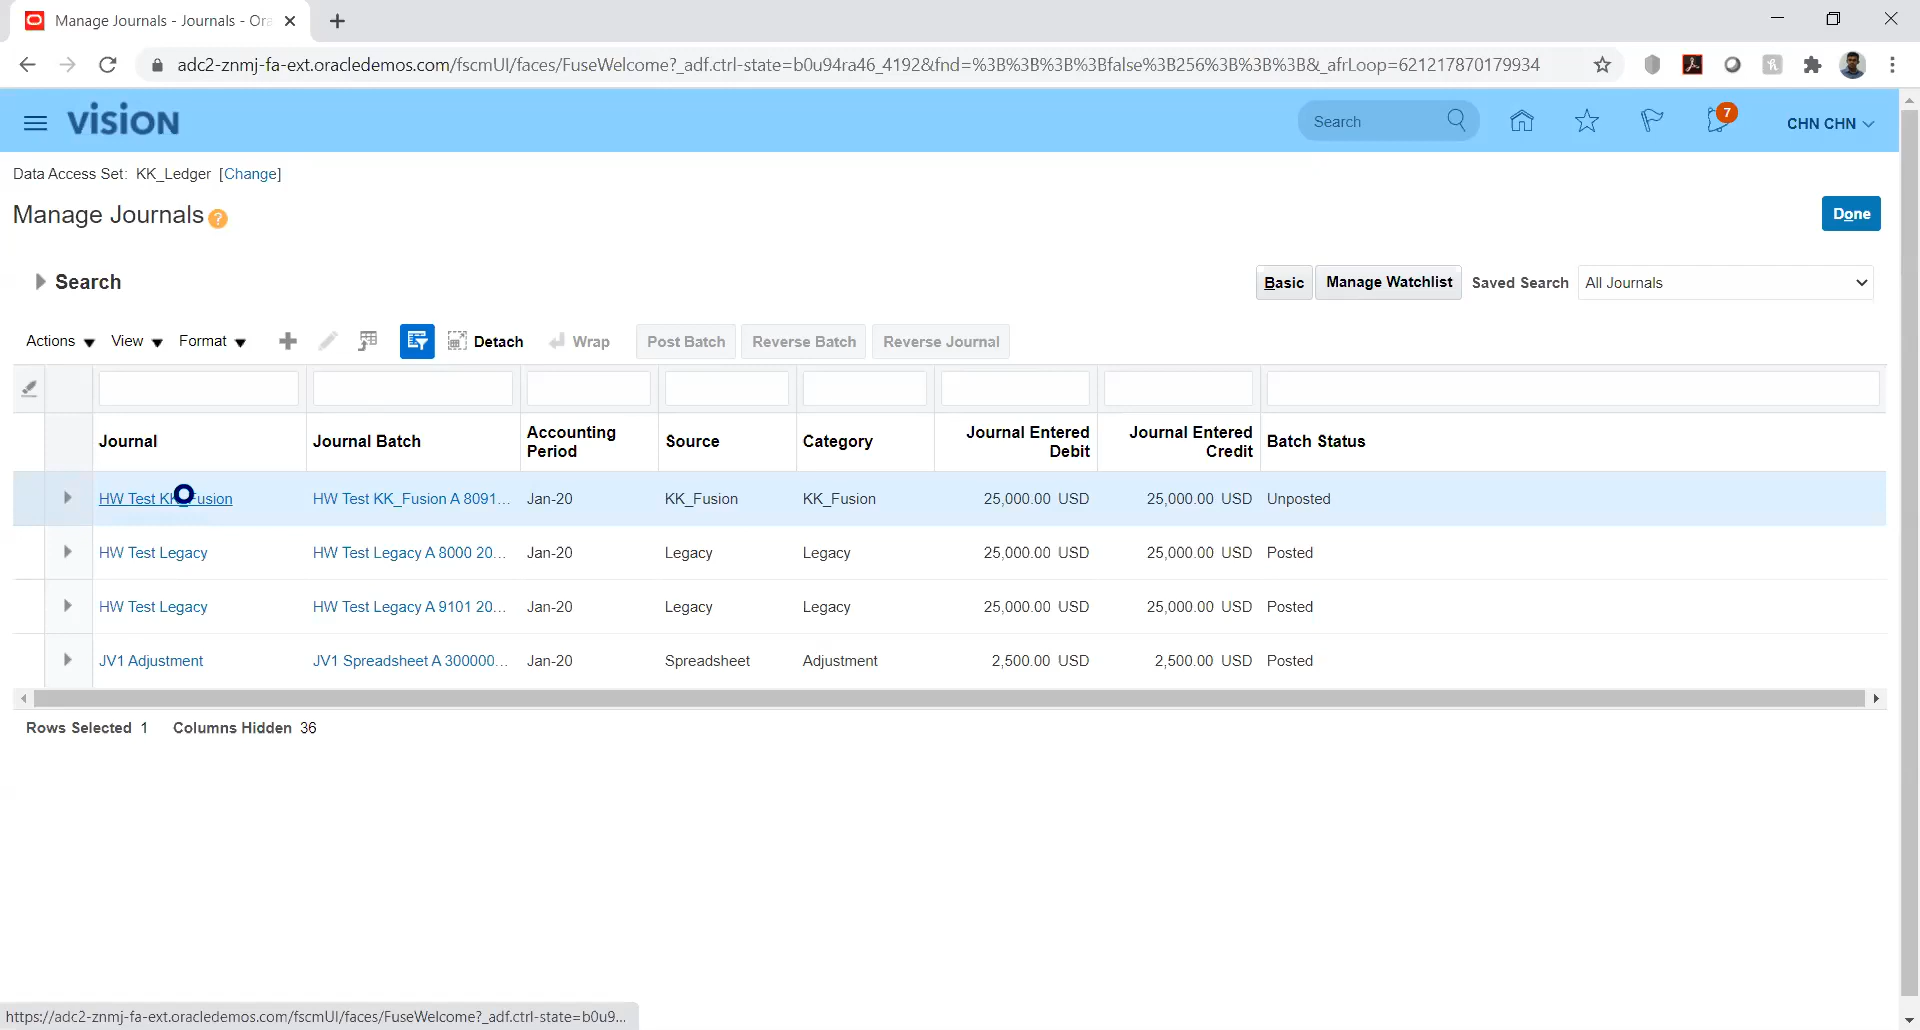 Manage Journals - Journals - Ora
adc2-znmj-fa-ext.oracledemos.com/fscmUI/faces/FuseWelcome?_adf.ctrl-state=b0u94ra46_4192&fnd=%3B%3B%3B%3Bfalse%3B256%3B%3B%3B&_afrLoop=621217870179934
VISION
Search
7
CHN CHN
Data Access Set: KK_Ledger [Change]
Manage Journals ?
Done
Search
Basic Manage Watchlist Saved Search All Journals
Actions View Format Detach Wrap Post Batch Reverse Batch Reverse Journal
Journal Journal Batch Accounting Period Source Category Journal Entered Debit Journal Entered Credit Batch Status
HW Test KK_Fusion HW Test KK_Fusion A 8091... Jan-20 KK_Fusion KK_Fusion 25,000.00 USD 25,000.00 USD Unposted
HW Test Legacy HW Test Legacy A 8000 20... Jan-20 Legacy Legacy 25,000.00 USD 25,000.00 USD Posted
HW Test Legacy HW Test Legacy A 9101 20... Jan-20 Legacy Legacy 25,000.00 USD 25,000.00 USD Posted
JV1 Adjustment JV1 Spreadsheet A 300000... Jan-20 Spreadsheet Adjustment 2,500.00 USD 2,500.00 USD Posted
Rows Selected 1 Columns Hidden 36
https://adc2-znmj-fa-ext.oracledemos.com/fscmUI/faces/FuseWelcome?_adf.ctrl-state=b0u9...